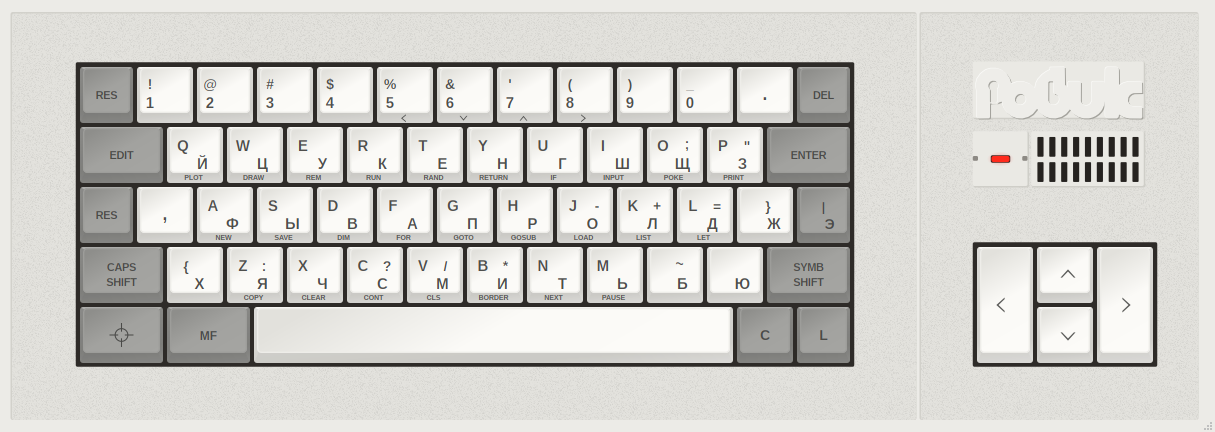 RES ! 1 @ 2 # 3 $ 4 % 5 & 6 ' 7 ( 8 ) 9 _ 0 . DEL
EDIT Q Й W Ц E У R К T Е Y Н U Г I Ш O ; Щ P " З ENTER
PLOT DRAW REM RUN RAND RETURN IF INPUT POKE PRINT
RES , A Ф S Ы D В F А G П H Р J - О K + Л L = Д } Ж | Э
NEW SAVE DIM FOR GOTO GOSUB LOAD LIST LET
CAPS SHIFT { Х Z : Я X Ч C ? С V / М B * И N Т M Ь ~ Б Ю SYMB SHIFT
COPY CLEAR CONT CLS BORDER NEXT PAUSE
MF C L